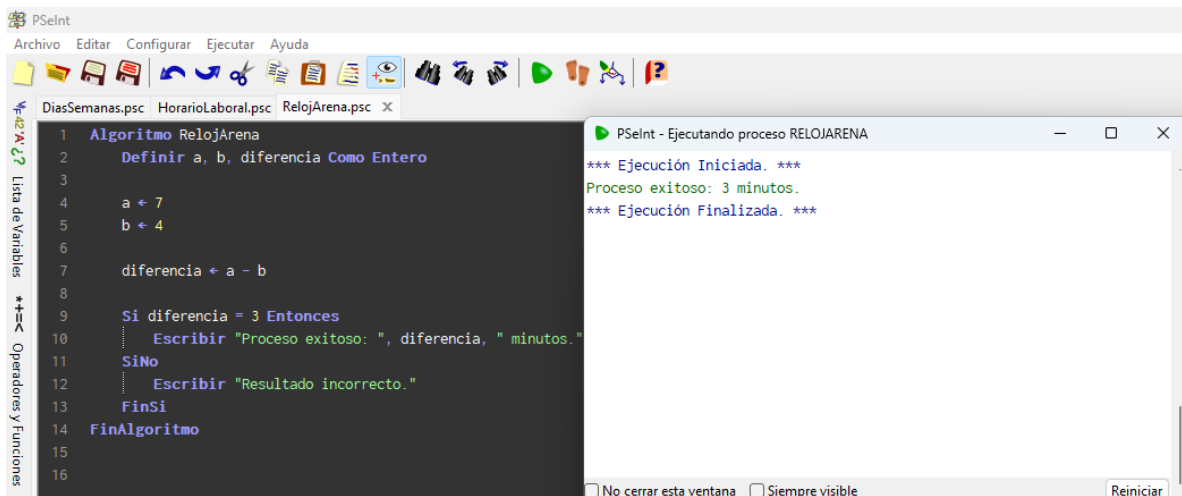 PSeInt
Archivo Editar Configurar Ejecutar Ayuda
DiasSemanas.psc HorarioLaboral.psc RelojArena.psc X
*+=< Operadores y Funciones
42 'A' ¿? Lista de Variables
1 Algoritmo RelojArena
2 Definir a, b, diferencia Como Entero
3
4 a ← 7
5 b ← 4
6
7 diferencia ← a - b
8
9 Si diferencia = 3 Entonces
10 Escribir "Proceso exitoso: ", diferencia, " minutos."
11 SiNo
12 Escribir "Resultado incorrecto."
13 FinSi
14 FinAlgoritmo
15
16
PSeInt - Ejecutando proceso RELOJARENA
*** Ejecución Iniciada. ***
Proceso exitoso: 3 minutos.
*** Ejecución Finalizada. ***
No cerrar esta ventana Siempre visible Reiniciar